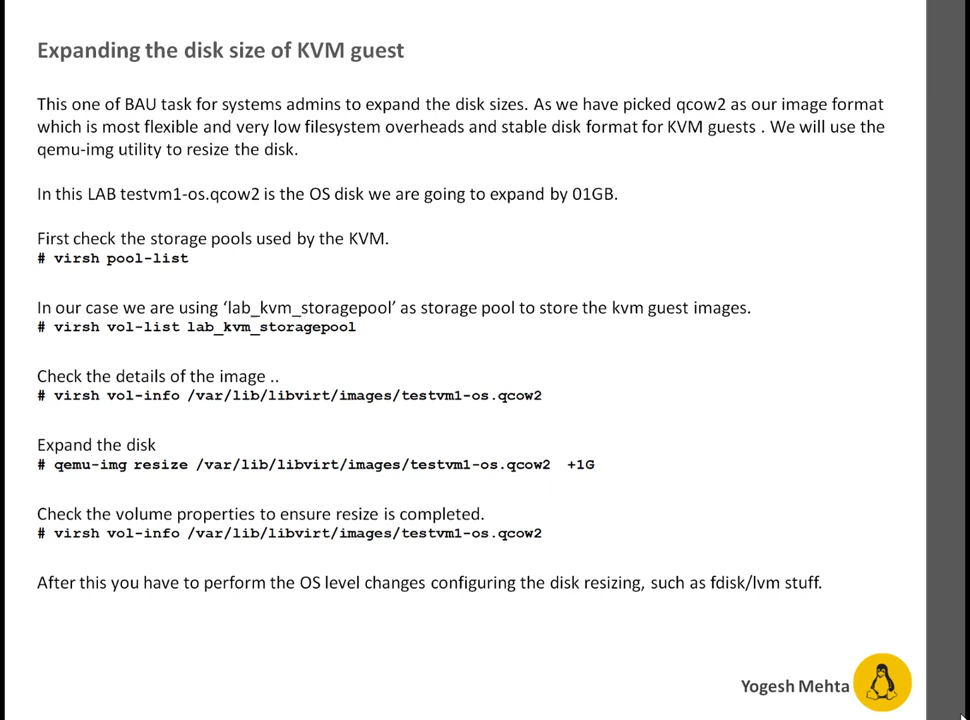 Expanding the disk size of KVM guest
This one of BAU task for systems admins to expand the disk sizes. As we have picked qcow2 as our image format
which is most flexible and very low filesystem overheads and stable disk format for KVM guests . We will use the
qemu-img utility to resize the disk.
In this LAB testvm1-os.qcow2 is the OS disk we are going to expand by 01GB.
First check the storage pools used by the KVM.
# virsh pool-list
In our case we are using ‘lab_kvm_storagepool’ as storage pool to store the kvm guest images.
# virsh vol-list lab_kvm_storagepool
Check the details of the image ..
# virsh vol-info /var/lib/libvirt/images/testvm1-os.qcow2
Expand the disk
# qemu-img resize /var/lib/libvirt/images/testvm1-os.qcow2  +1G
Check the volume properties to ensure resize is completed.
# virsh vol-info /var/lib/libvirt/images/testvm1-os.qcow2
After this you have to perform the OS level changes configuring the disk resizing, such as fdisk/lvm stuff.
Yogesh Mehta